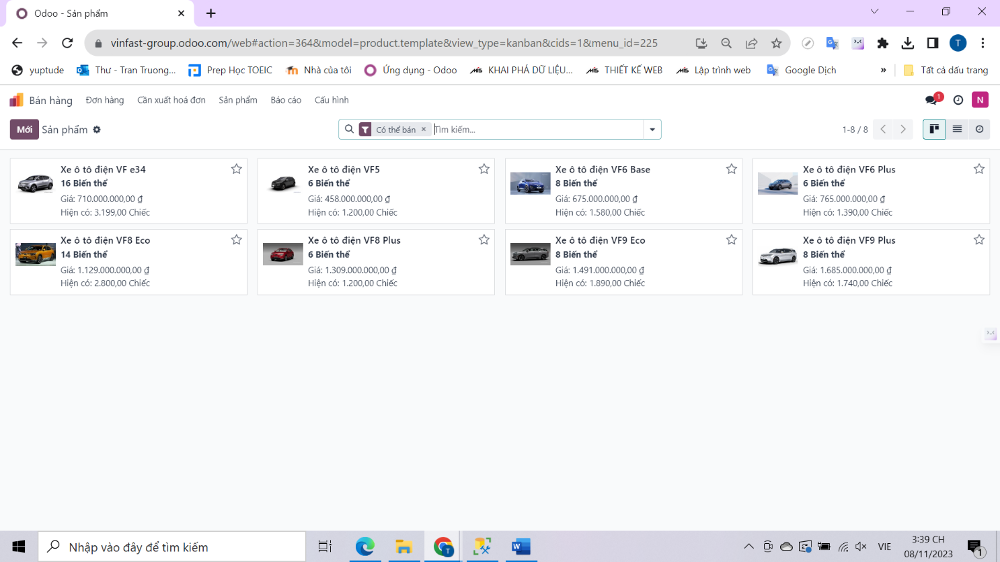 Odoo - Sản phẩm
vinfast-group.odoo.com/web#action=364&model=product.template&view_type=kanban&cids=1&menu_id=225
T
yuptude Thư - Tran Truong... Prep Học TOEIC Nhà của tôi Ứng dụng - Odoo KHAI PHÁ DỮ LIỆU... THIẾT KẾ WEB Lập trình web Google Dịch » Tất cả dấu trang
Bán hàng Đơn hàng Cần xuất hoá đơn Sản phẩm Báo cáo Cấu hình 1 N
Mới Sản phẩm Có thể bán × Tìm kiếm... 1-8 / 8
Xe ô tô điện VF e34
16 Biến thể
Giá: 710.000.000,00 ₫
Hiện có: 3.199,00 Chiếc
Xe ô tô điện VF5
6 Biến thể
Giá: 458.000.000,00 ₫
Hiện có: 1.200,00 Chiếc
Xe ô tô điện VF6 Base
8 Biến thể
Giá: 675.000.000,00 ₫
Hiện có: 1.580,00 Chiếc
Xe ô tô điện VF6 Plus
6 Biến thể
Giá: 765.000.000,00 ₫
Hiện có: 1.390,00 Chiếc
Xe ô tô điện VF8 Eco
14 Biến thể
Giá: 1.129.000.000,00 ₫
Hiện có: 2.800,00 Chiếc
Xe ô tô điện VF8 Plus
6 Biến thể
Giá: 1.309.000.000,00 ₫
Hiện có: 1.200,00 Chiếc
Xe ô tô điện VF9 Eco
8 Biến thể
Giá: 1.491.000.000,00 ₫
Hiện có: 1.890,00 Chiếc
Xe ô tô điện VF9 Plus
8 Biến thể
Giá: 1.685.000.000,00 ₫
Hiện có: 1.740,00 Chiếc
Nhập vào đây để tìm kiếm
T
W
VIE
3:39 CH
08/11/2023
1